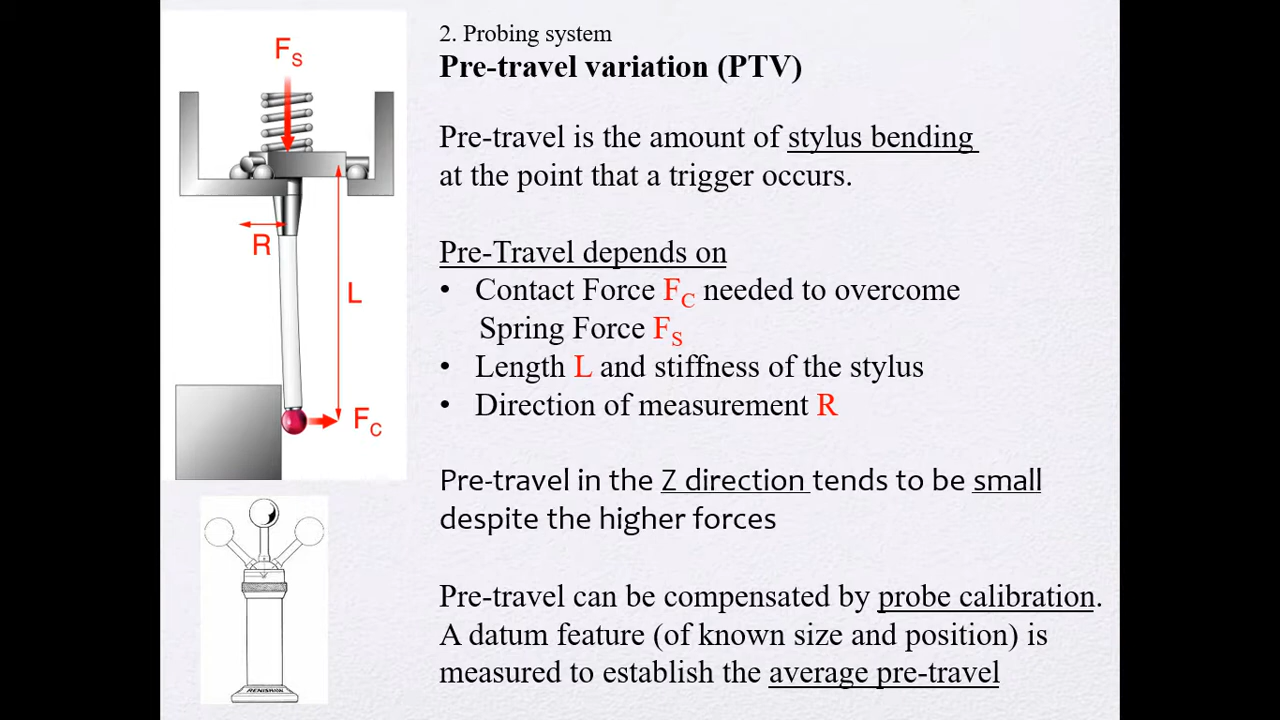 2. Probing system
Pre-travel variation (PTV)
Pre-travel is the amount of stylus bending
at the point that a trigger occurs.
Pre-Travel depends on
• Contact Force FC needed to overcome
Spring Force FS
• Length L and stiffness of the stylus
• Direction of measurement R
Pre-travel in the Z direction tends to be small
despite the higher forces
Pre-travel can be compensated by probe calibration.
A datum feature (of known size and position) is
measured to establish the average pre-travel
FS
R
L
FC
RENISHAW